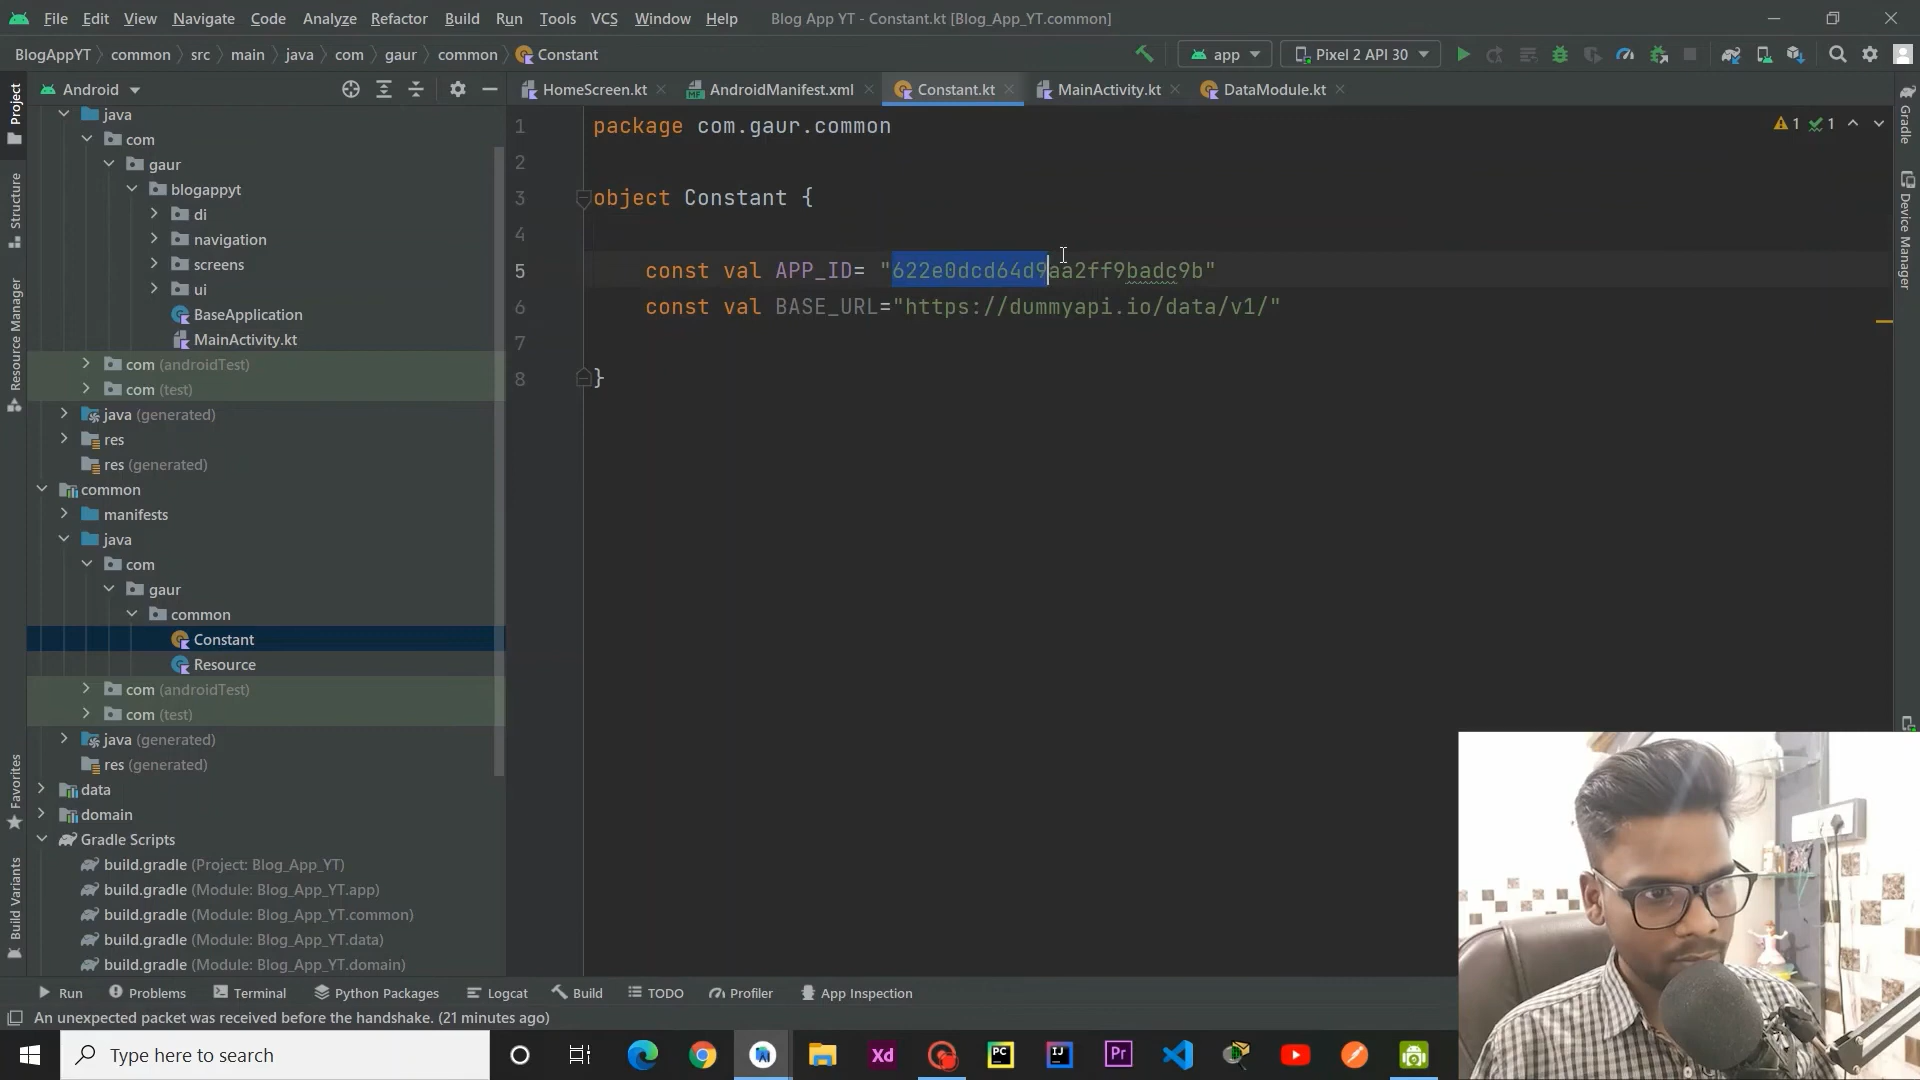 File Edit View Navigate Code Analyze Refactor Build Run Tools VCS Window Help Blog App YT - Constant.kt [Blog_App_YT.common]
BlogAppYT common src main java com gaur common Constant app Pixel 2 API 30
Project
Android
HomeScreen.kt AndroidManifest.xml Constant.kt MainActivity.kt DataModule.kt
java
com
gaur
blogappyt
di
navigation
screens
ui
BaseApplication
MainActivity.kt
com (androidTest)
com (test)
java (generated)
res
res (generated)
common
manifests
java
com
gaur
common
Constant
Resource
com (androidTest)
com (test)
java (generated)
res (generated)
data
domain
Gradle Scripts
build.gradle (Project: Blog_App_YT)
build.gradle (Module: Blog_App_YT.app)
build.gradle (Module: Blog_App_YT.common)
build.gradle (Module: Blog_App_YT.data)
build.gradle (Module: Blog_App_YT.domain)
Structure
Resource Manager
Favorites
Build Variants
1 package com.gaur.common
2
3 object Constant {
4
5 const val APP_ID= "622e0dcd64d9aa2ff9badc9b"
6 const val BASE_URL="https://dummyapi.io/data/v1/"
7
8 }
1 1
Gradle
Device Manager
Run Problems Terminal Python Packages Logcat Build TODO Profiler App Inspection
An unexpected packet was received before the handshake. (21 minutes ago)
Type here to search
Xd
PC
IJ
Pr